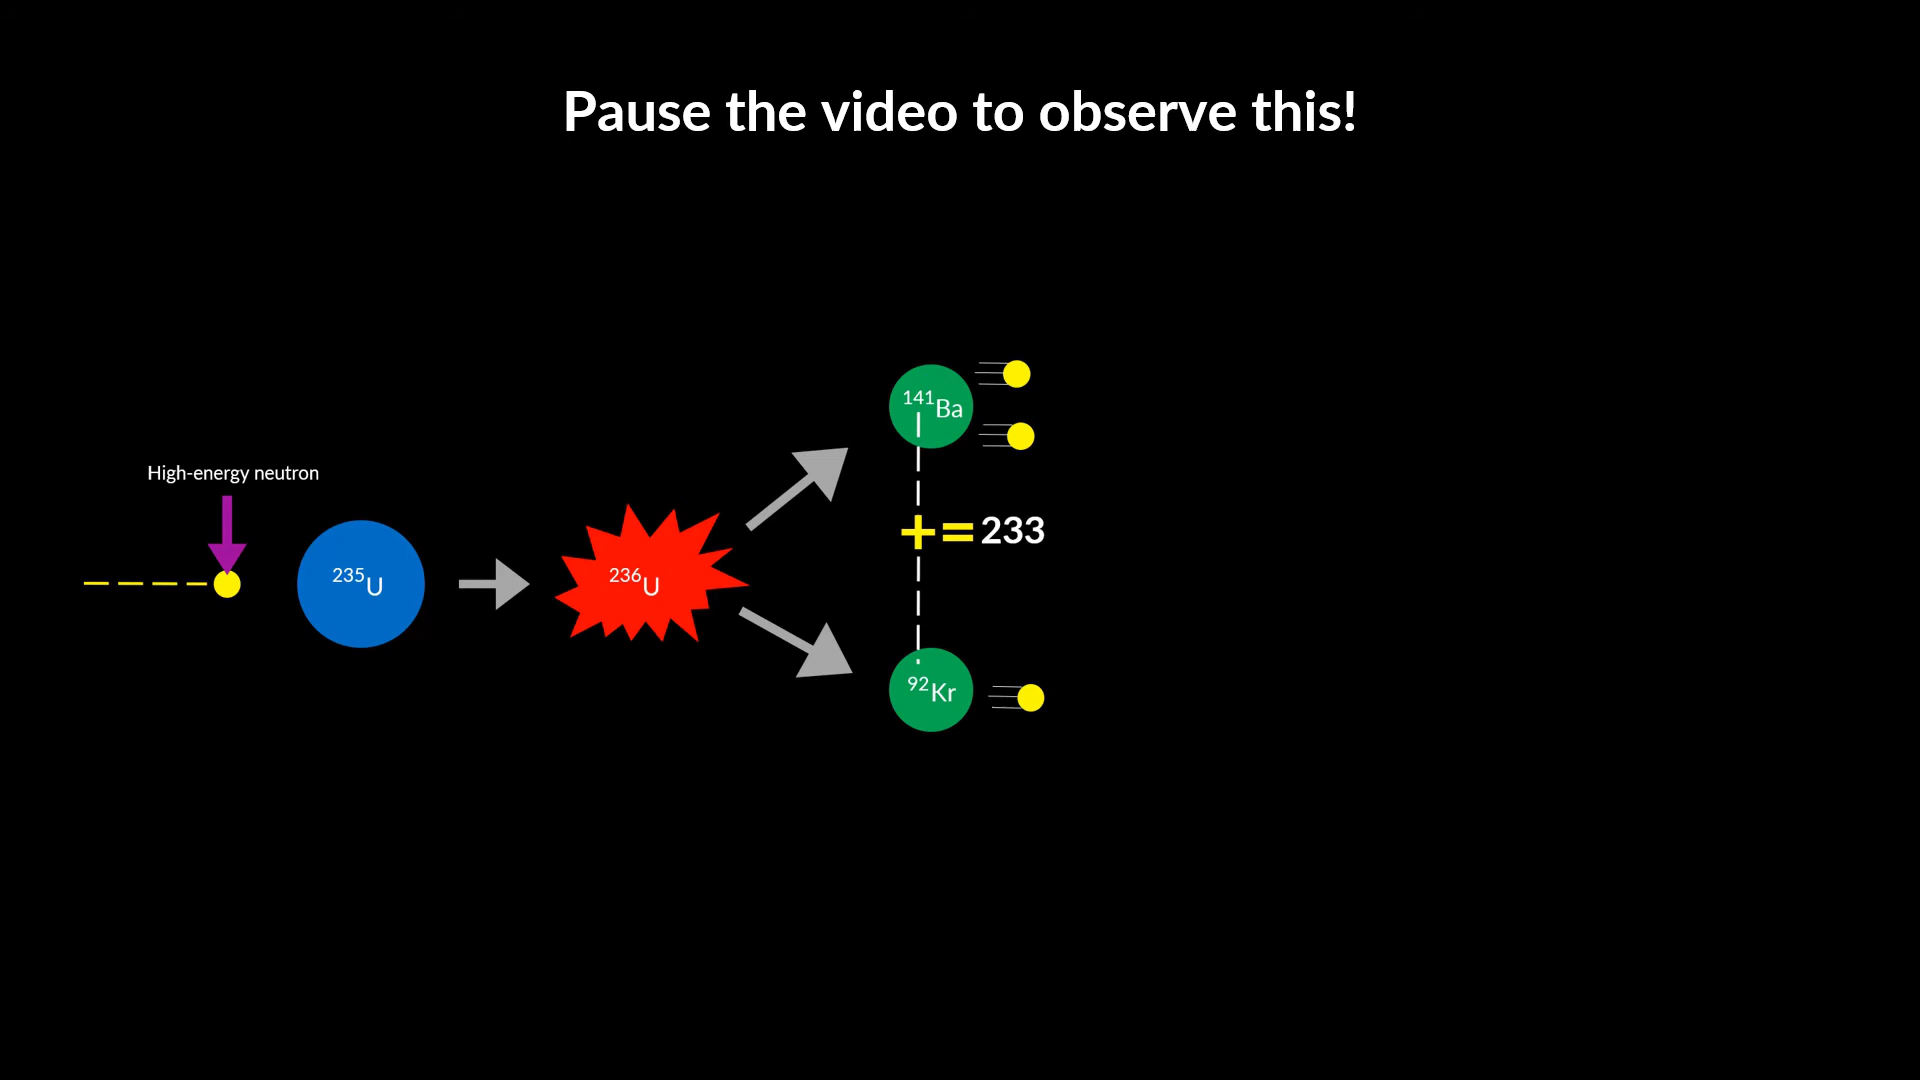 Pause the video to observe this!
High-energy neutron
²³⁵U
²³⁶U
¹⁴¹Ba
+=233
⁹²Kr